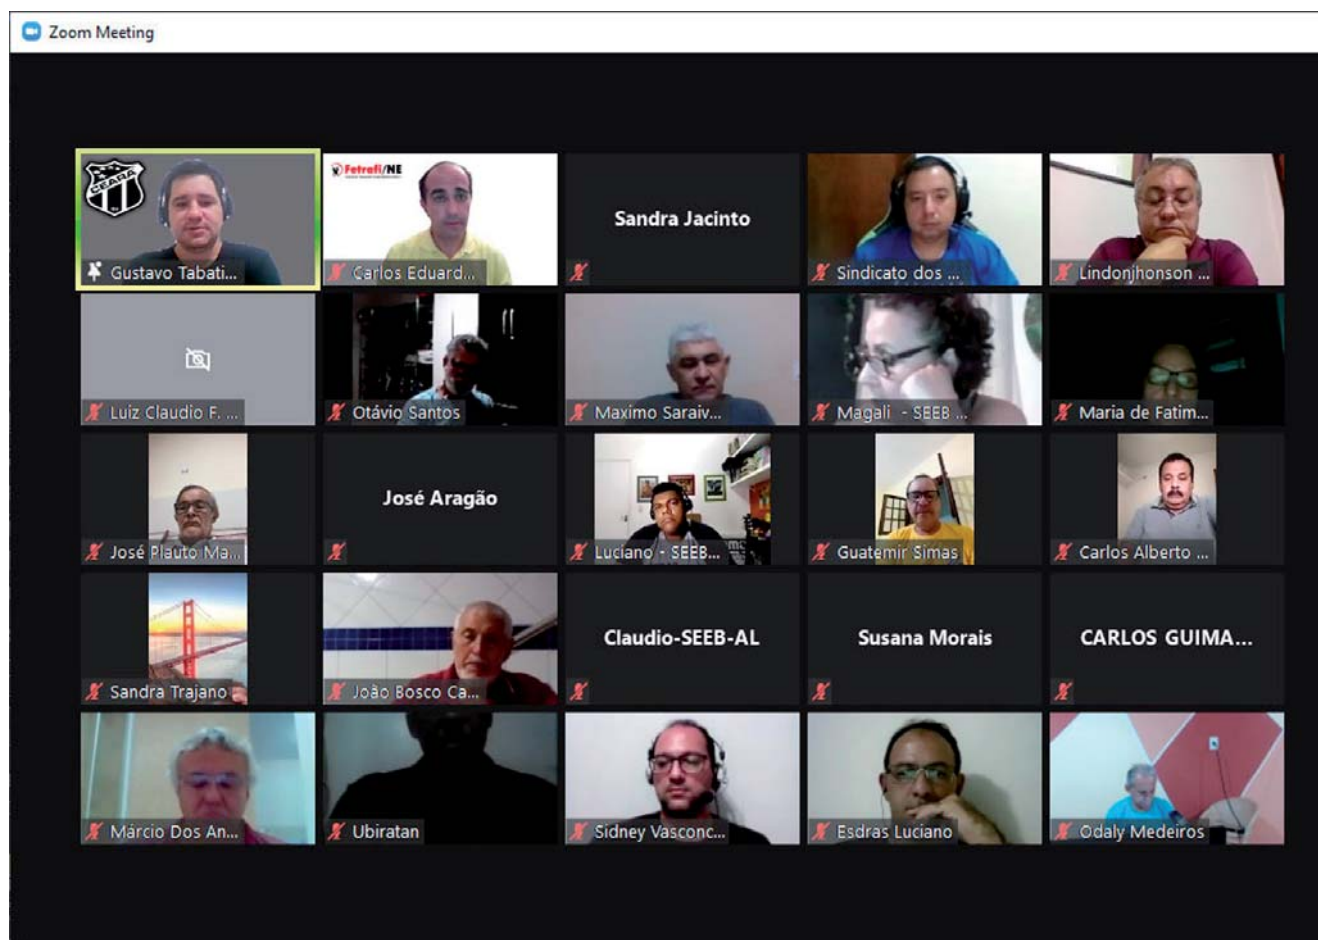 Zoom Meeting
CEARÁ
Gustavo Tabati...
Fetrafi/NE
Carlos Eduard...
Sandra Jacinto
Sindicato dos ...
Lindonjhonson ...
Luiz Claudio F. ...
Otávio Santos
Maximo Saraiv...
Magali - SEEB ...
Maria de Fatim...
José Plauto Ma...
José Aragão
Luciano - SEEB...
Guatemir Simas
Carlos Alberto ...
Sandra Trajano
João Bosco Ca...
Claudio-SEEB-AL
Susana Morais
CARLOS GUIMA...
Márcio Dos An...
Ubiratan
Sidney Vasconc...
Esdras Luciano
Odaly Medeiros